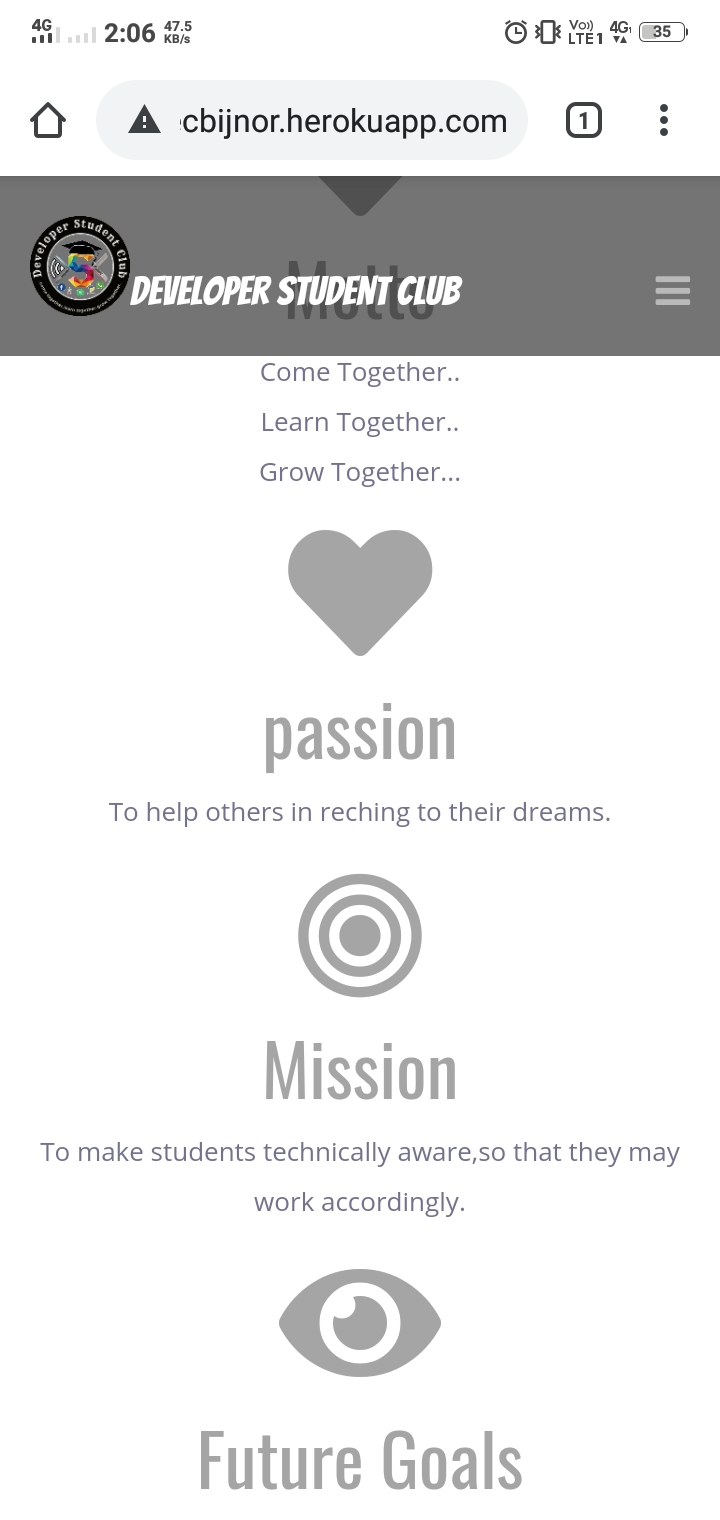 4G 2:06 47.5 KB/s Vo)) LTE1 4G 35
cbijnor.herokuapp.com 1
Motto
Developer Student Club
DEVELOPER STUDENT CLUB
Come Together..
Learn Together..
Grow Together...
passion
To help others in reching to their dreams.
Mission
To make students technically aware,so that they may
work accordingly.
Future Goals